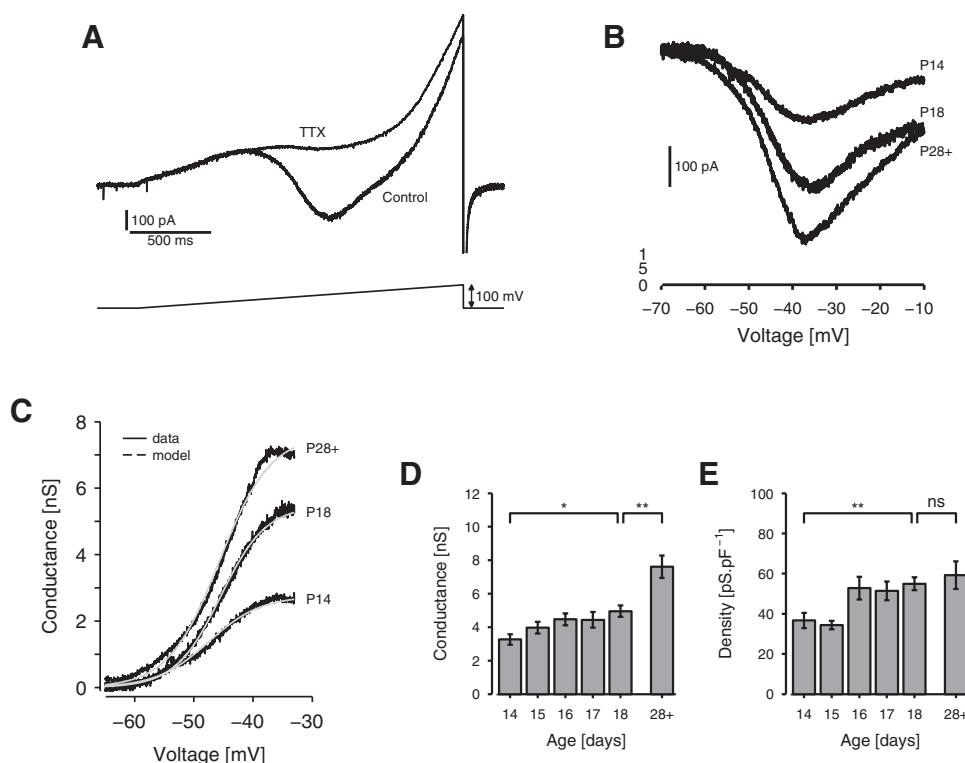 A
TTX
Control
100 pA
500 ms
100 mV
B
P14
P18
P28+
100 pA
1
5
0
−70 −60 −50 −40 −30 −20 −10
Voltage [mV]
C
8
6
4
2
0
Conductance [nS]
data
model
P28+
P18
P14
−60 −50 −40 −30
Voltage [mV]
D
12
10
8
6
4
2
0
Conductance [nS]
* **
14 15 16 17 18 28+
Age [days]
E
100
80
60
40
20
0
Density [pS.pF−1]
** ns
14 15 16 17 18 28+
Age [days]